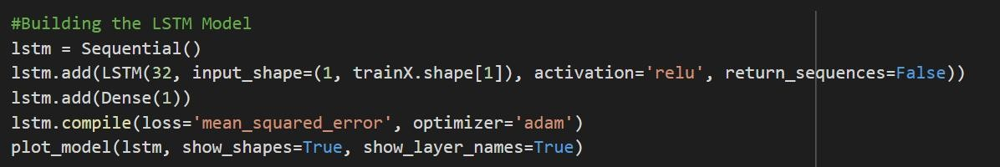 #Building the LSTM Model
lstm = Sequential()
lstm.add(LSTM(32, input_shape=(1, trainX.shape[1]), activation='relu', return_sequences=False))
lstm.add(Dense(1))
lstm.compile(loss='mean_squared_error', optimizer='adam')
plot_model(lstm, show_shapes=True, show_layer_names=True)